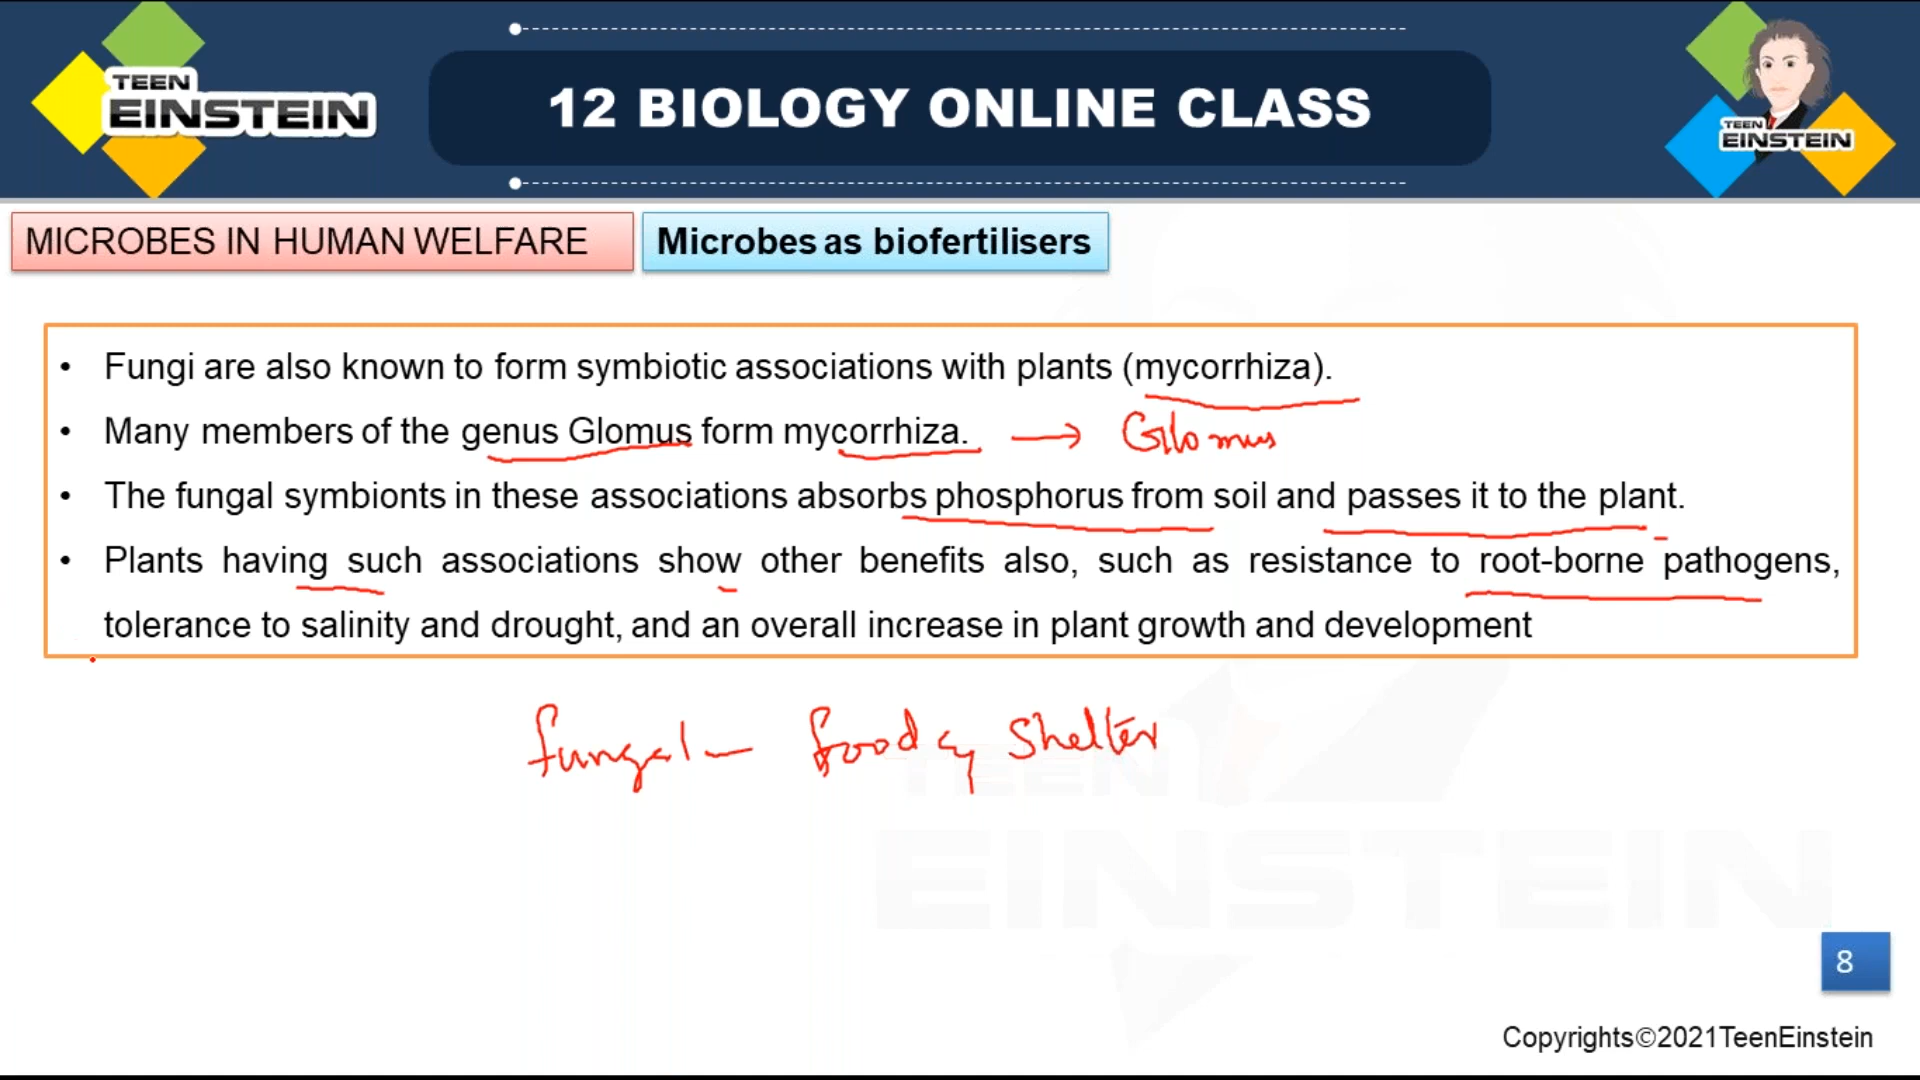 TEEN
EINSTEIN
12 BIOLOGY ONLINE CLASS
TEEN
EINSTEIN
MICROBES IN HUMAN WELFARE
Microbes as biofertilisers
• Fungi are also known to form symbiotic associations with plants (mycorrhiza).
• Many members of the genus Glomus form mycorrhiza. → Glomus
• The fungal symbionts in these associations absorbs phosphorus from soil and passes it to the plant.
• Plants having such associations show other benefits also, such as resistance to root-borne pathogens,
tolerance to salinity and drought, and an overall increase in plant growth and development
fungal – food & Shelter
TEEN
EINSTEIN
8
Copyrights©2021TeenEinstein